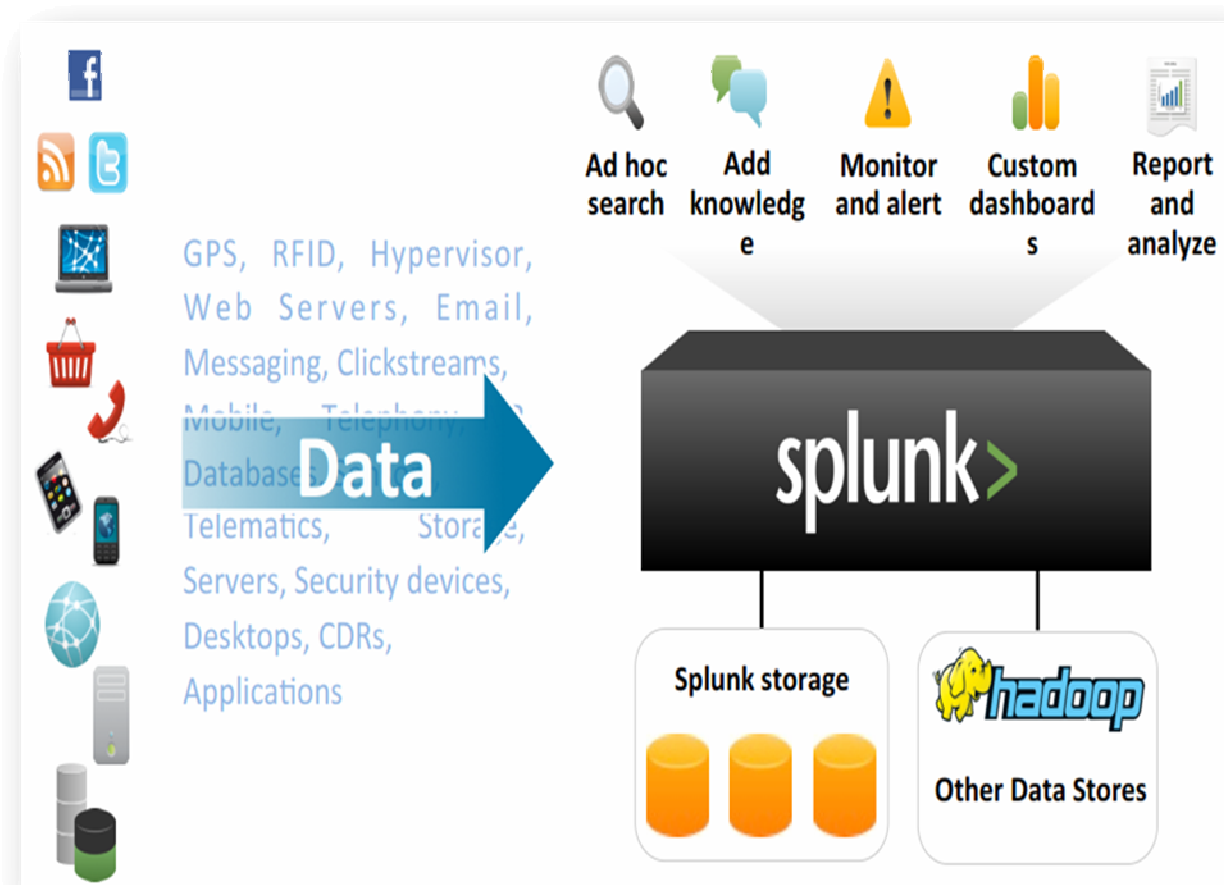 GPS, RFID, Hypervisor,
Web Servers, Email,
Messaging, Clickstreams,
Mobile, Telephony,
Databases,
Telematics, Storage,
Servers, Security devices,
Desktops, CDRs,
Applications
Data
Ad hoc
search
Add
knowledg
e
Monitor
and alert
Custom
dashboard
s
Report
and
analyze
splunk>
Splunk storage
hadoop
Other Data Stores